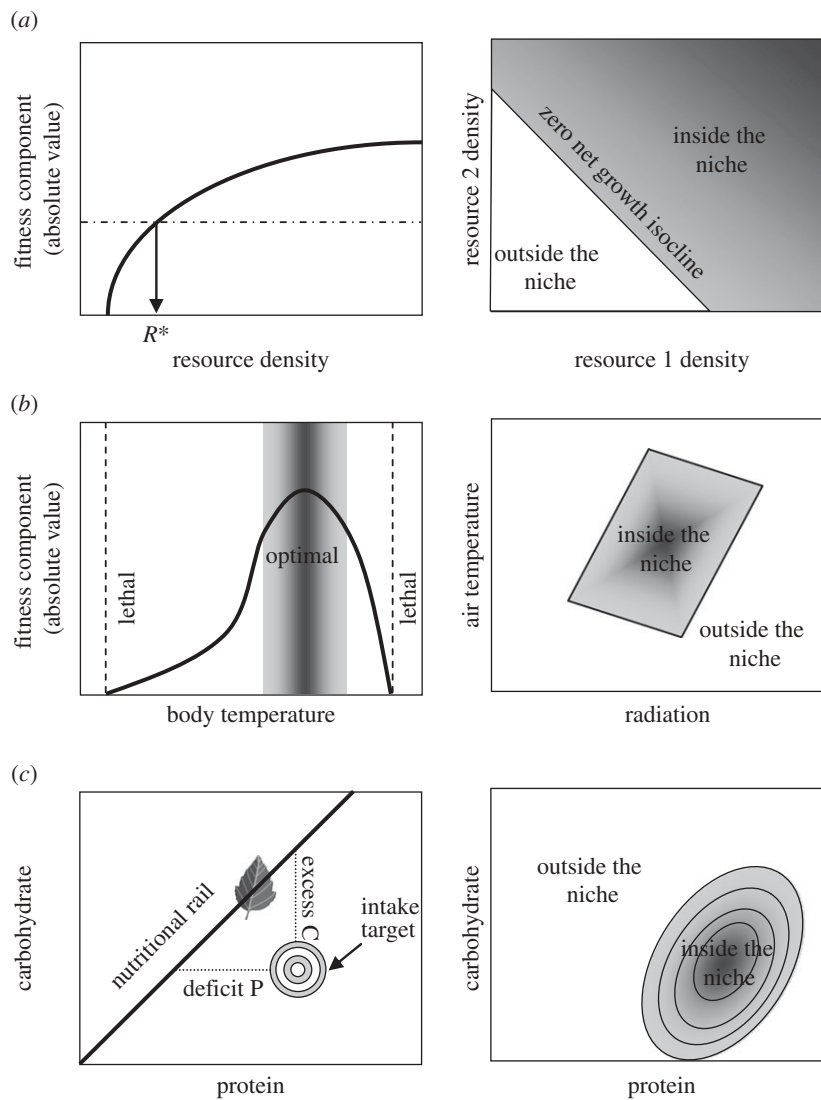 (a)
fitness component
(absolute value)
R*
resource density
resource 2 density
zero net growth isocline
inside the
niche
outside the
niche
resource 1 density
(b)
fitness component
(absolute value)
lethal
optimal
lethal
body temperature
air temperature
inside the
niche
outside the
niche
radiation
(c)
carbohydrate
nutritional rail
excess C
intake
target
deficit P
protein
carbohydrate
outside the
niche
inside the
niche
protein